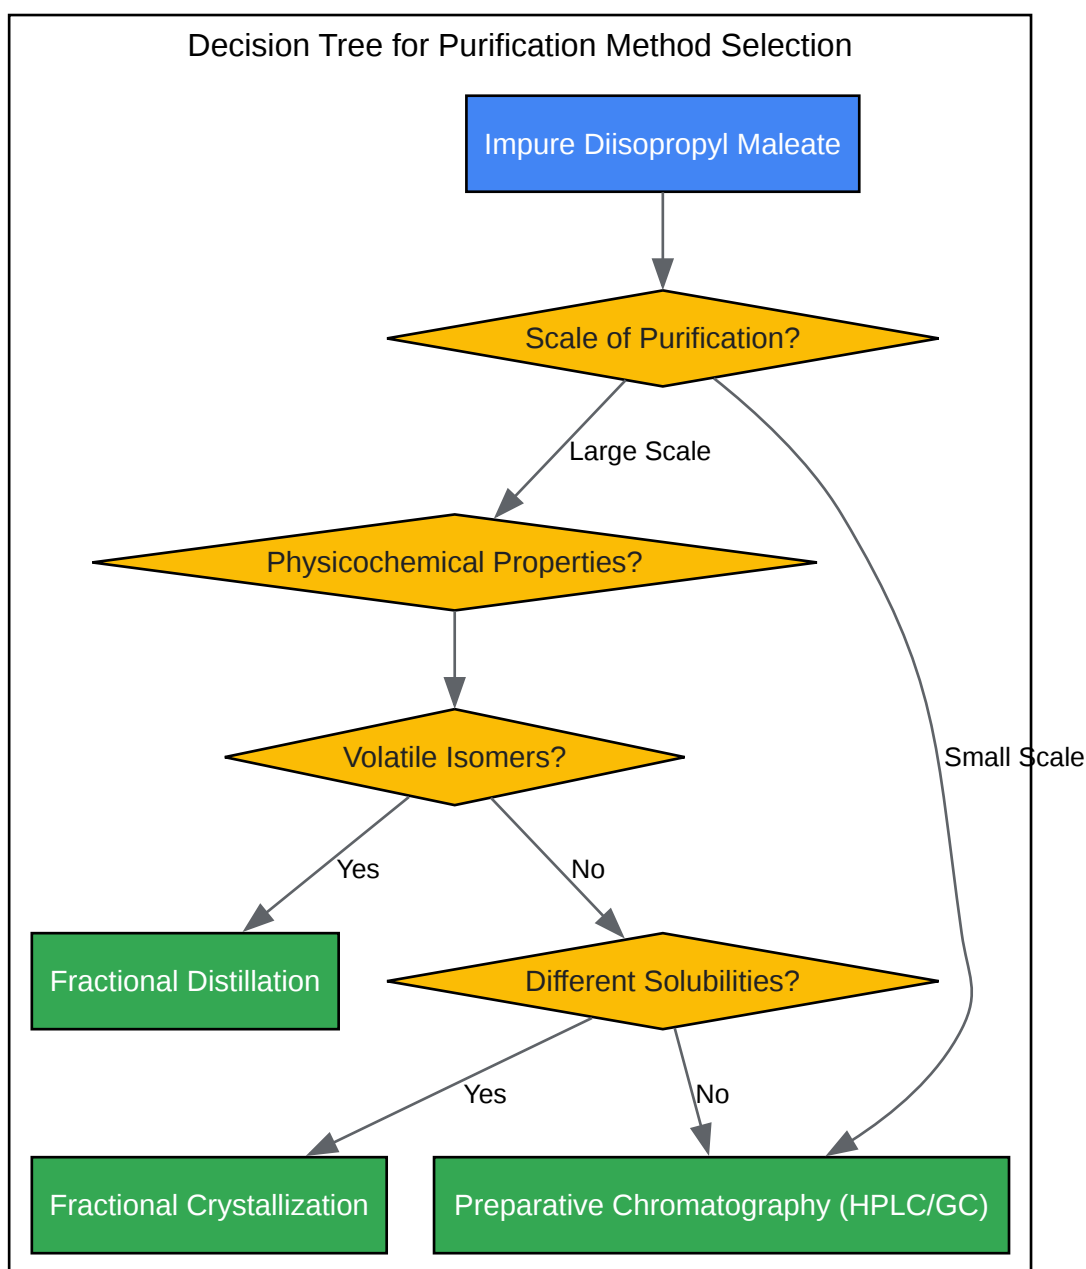 Decision Tree for Purification Method Selection
Impure Diisopropyl Maleate
Scale of Purification?
Large Scale
Physicochemical Properties?
Volatile Isomers?
Small Scale
Yes
No
Fractional Distillation
Different Solubilities?
Yes
No
Fractional Crystallization
Preparative Chromatography (HPLC/GC)